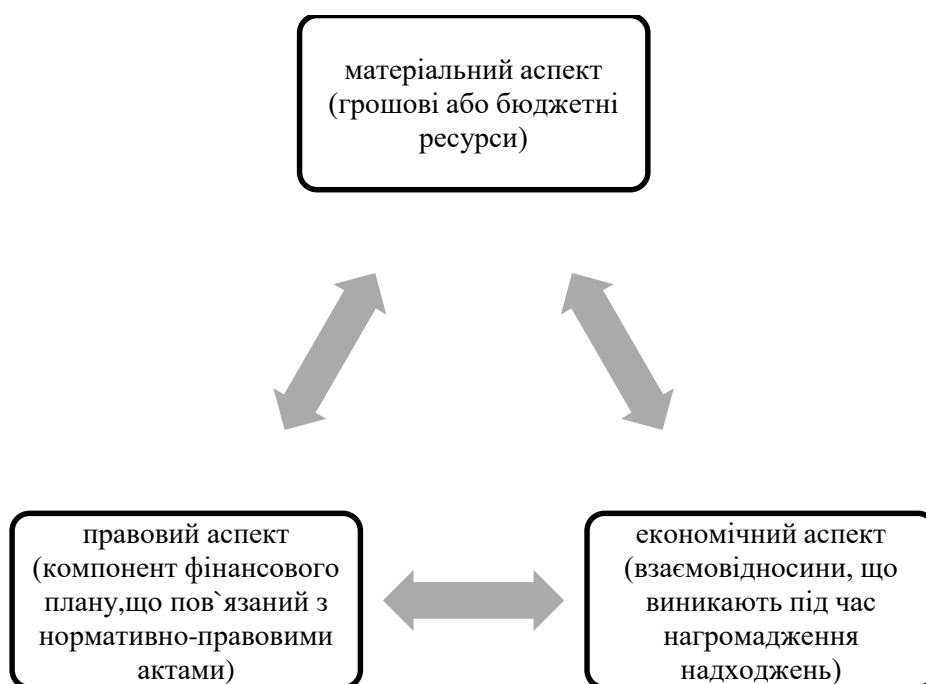 матеріальний аспект
(грошові або бюджетні
ресурси)
правовий аспект
(компонент фінансового
плану,що пов`язаний з
нормативно-правовими
актами)
економічний аспект
(взаємовідносини, що
виникають під час
нагромадження
надходжень)